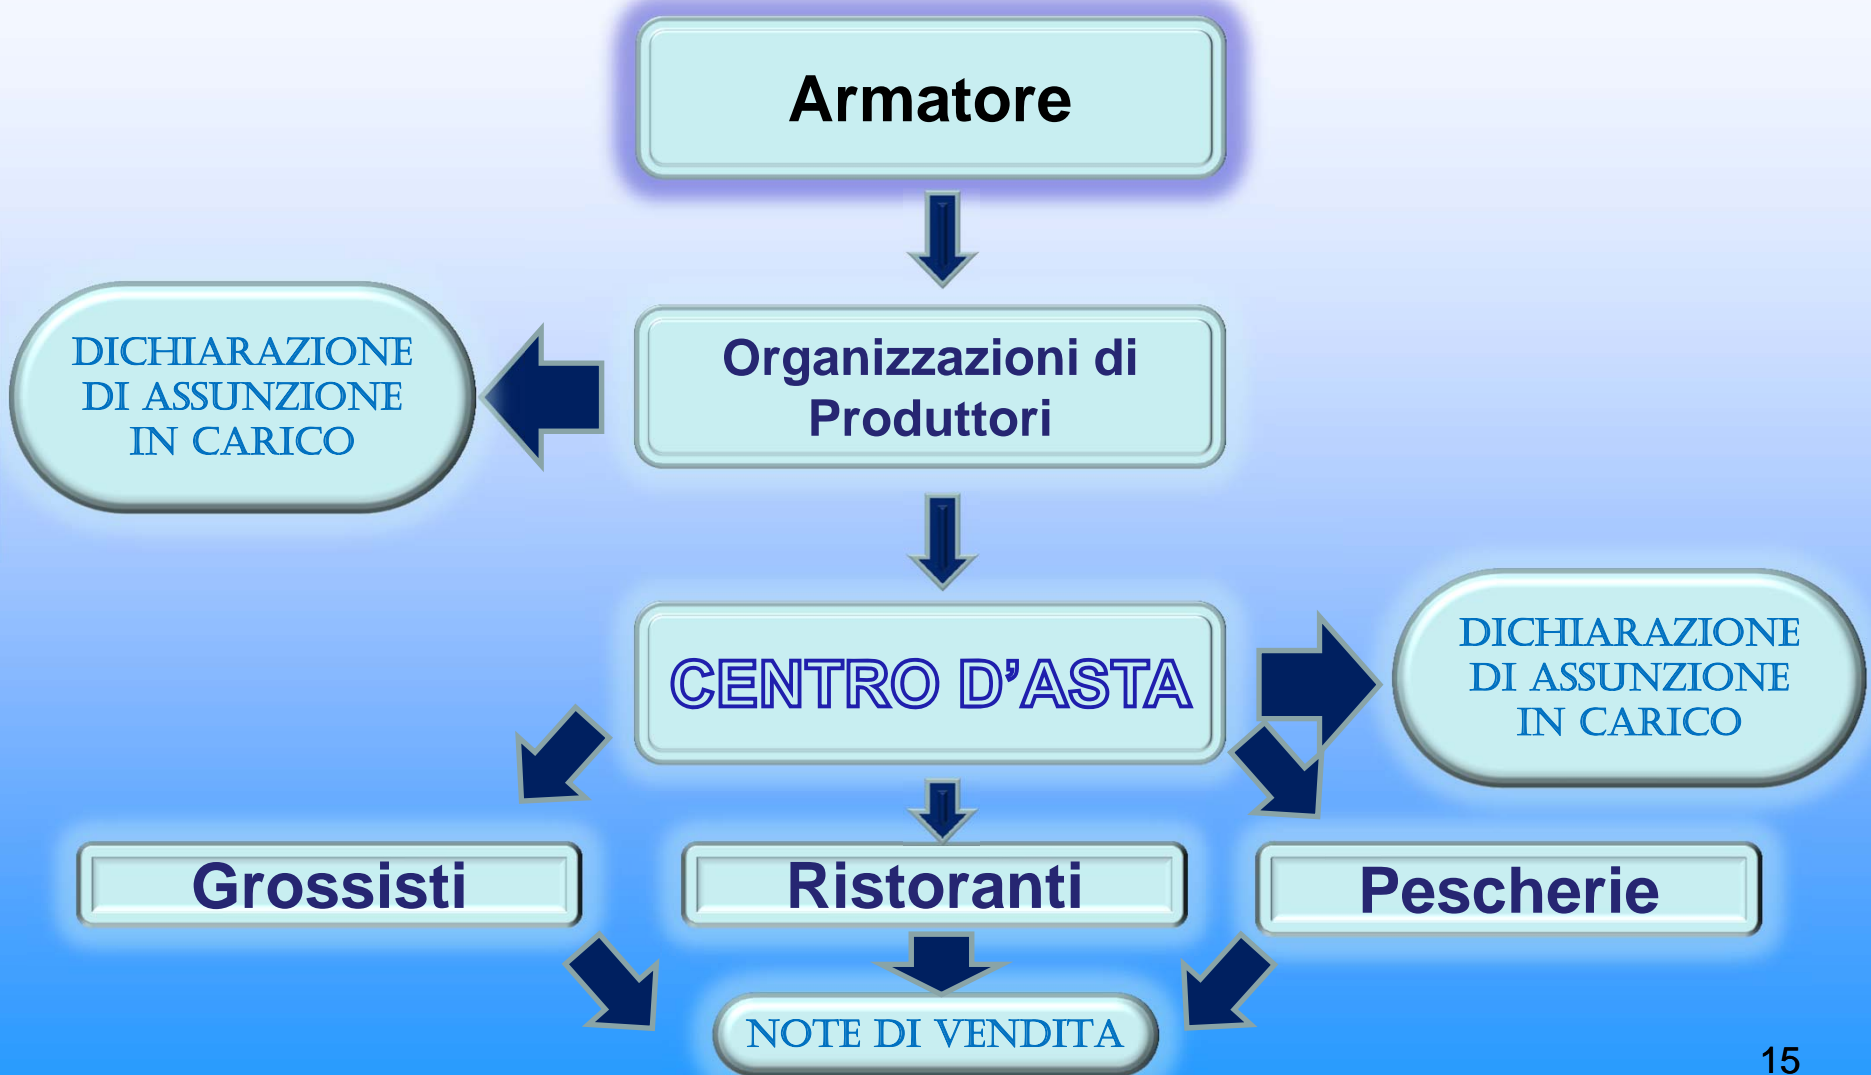 Armatore
DICHIARAZIONE
DI ASSUNZIONE
IN CARICO
Organizzazioni di
Produttori
CENTRO D’ASTA
DICHIARAZIONE
DI ASSUNZIONE
IN CARICO
Grossisti
Ristoranti
Pescherie
NOTE DI VENDITA
15